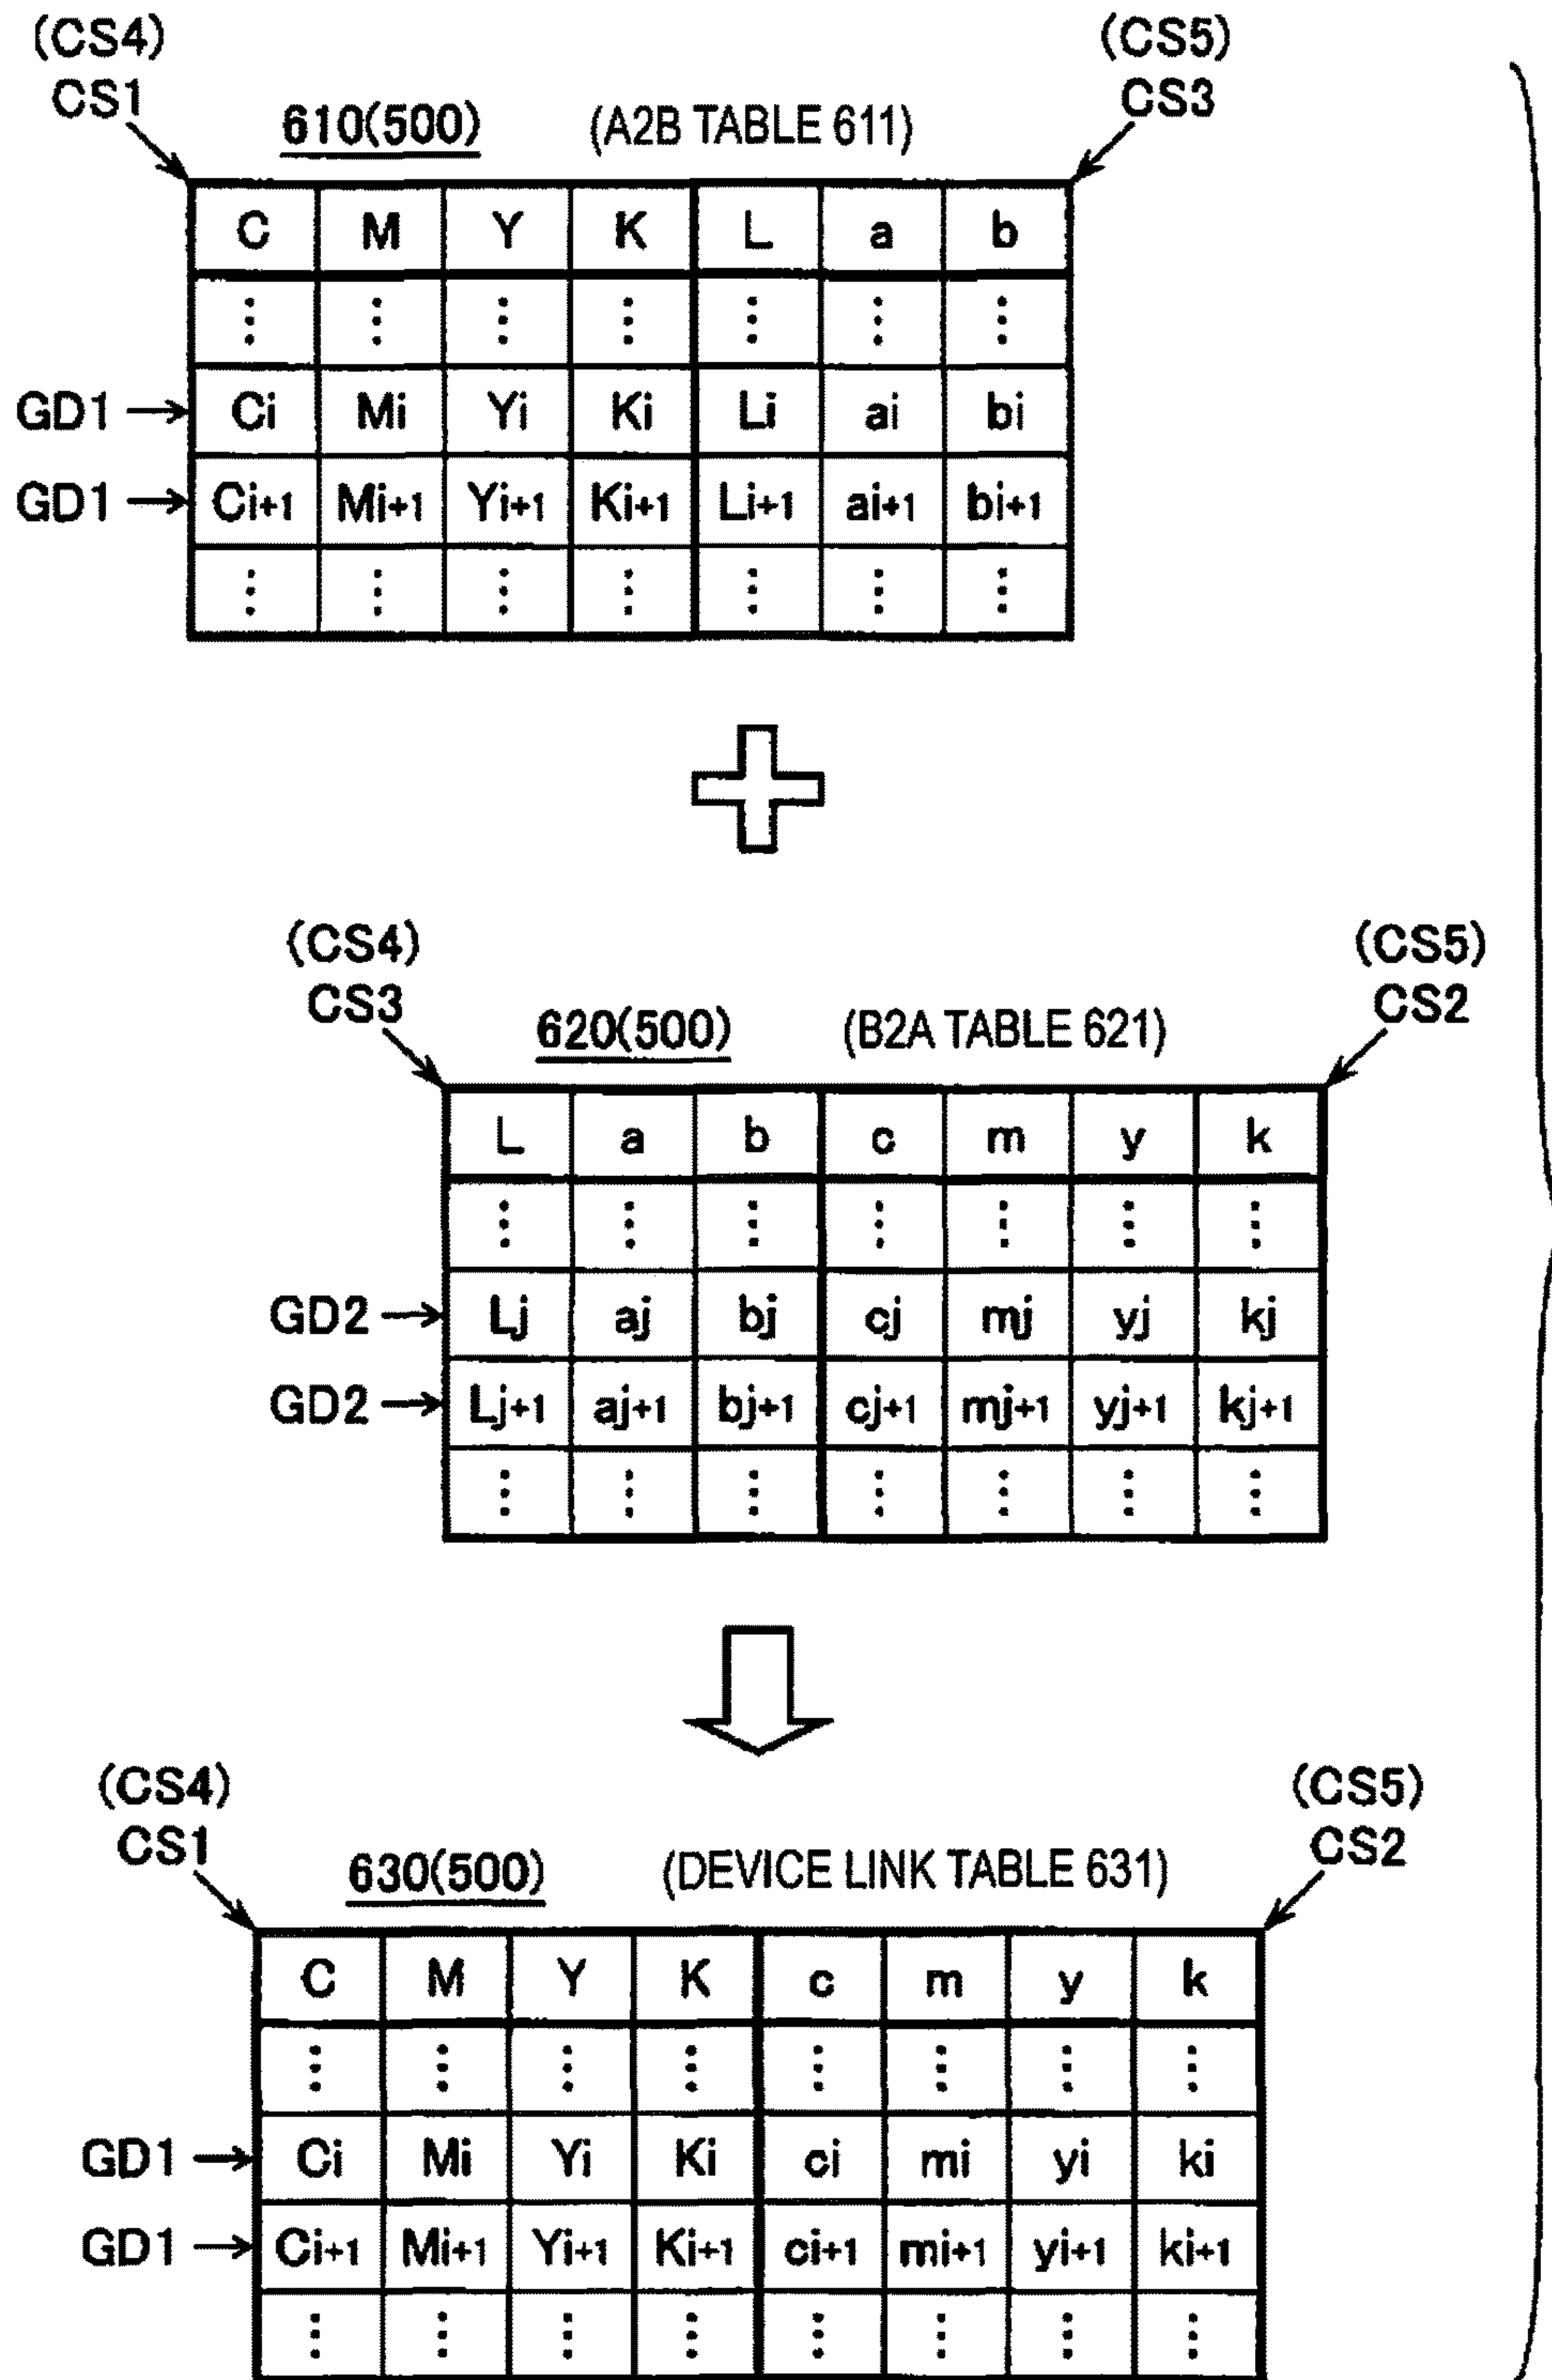 (CS4) (CS5)
CS1 CS3
610(500) (A2B TABLE 611)
C M Y K L a b
⋮ ⋮ ⋮ ⋮ ⋮ ⋮ ⋮
GD1 → Ci Mi Yi Ki Li ai bi
GD1 → Ci+1 Mi+1 Yi+1 Ki+1 Li+1 ai+1 bi+1
⋮ ⋮ ⋮ ⋮ ⋮ ⋮ ⋮
(CS4) (CS5)
CS3 CS2
620(500) (B2A TABLE 621)
L a b c m y k
⋮ ⋮ ⋮ ⋮ ⋮ ⋮ ⋮
GD2 → Lj aj bj cj mj yj kj
GD2 → Lj+1 aj+1 bj+1 cj+1 mj+1 yj+1 kj+1
⋮ ⋮ ⋮ ⋮ ⋮ ⋮ ⋮
(CS4) (CS5)
CS1 CS2
630(500) (DEVICE LINK TABLE 631)
C M Y K c m y k
⋮ ⋮ ⋮ ⋮ ⋮ ⋮ ⋮ ⋮
GD1 → Ci Mi Yi Ki ci mi yi ki
GD1 → Ci+1 Mi+1 Yi+1 Ki+1 ci+1 mi+1 yi+1 ki+1
⋮ ⋮ ⋮ ⋮ ⋮ ⋮ ⋮ ⋮